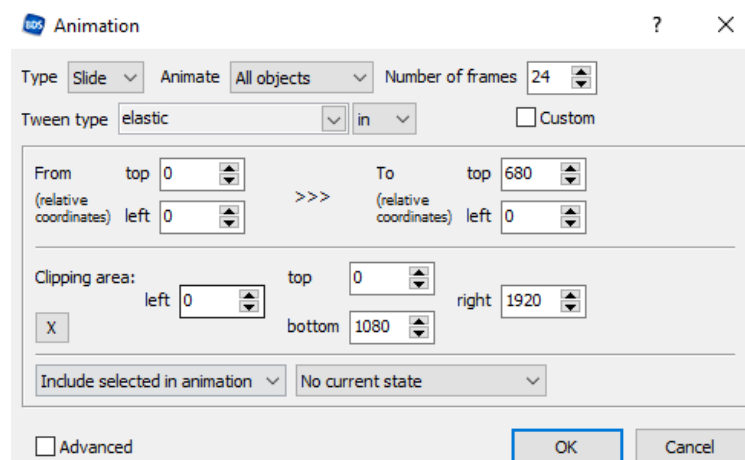 BDS Animation ? X
Type Slide Animate All objects Number of frames 24
Tween type elastic in Custom
From top 0 >>> To top 680
(relative coordinates) left 0 (relative coordinates) left 0
Clipping area: top 0
left 0 right 1920
X bottom 1080
Include selected in animation No current state
Advanced OK Cancel